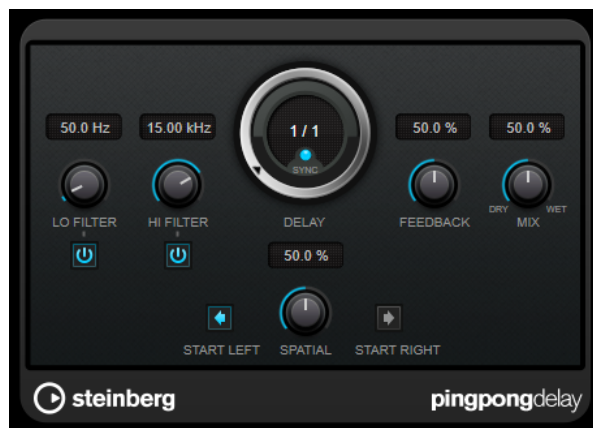 50.0 Hz
15.00 kHz
1 / 1
SYNC
50.0 %
50.0 %
LO FILTER
HI FILTER
DELAY
FEEDBACK
DRY
WET
MIX
50.0 %
START LEFT
SPATIAL
START RIGHT
steinberg
pingpongdelay